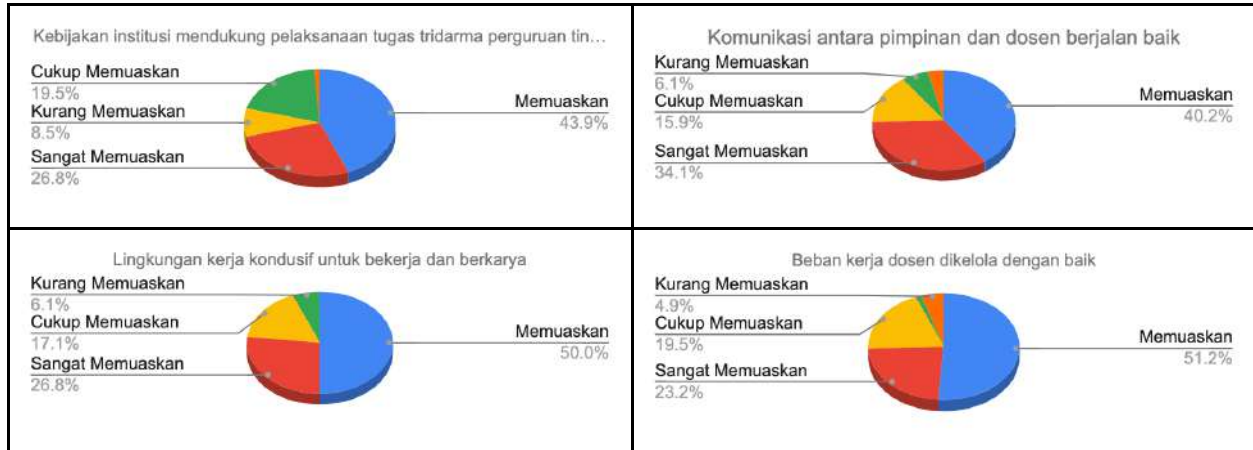 Kebijakan institusi mendukung pelaksanaan tugas tridarma perguruan tin…
Cukup Memuaskan
19.5%
Kurang Memuaskan
8.5%
Sangat Memuaskan
26.8%
Memuaskan
43.9%
Komunikasi antara pimpinan dan dosen berjalan baik
Kurang Memuaskan
6.1%
Cukup Memuaskan
15.9%
Sangat Memuaskan
34.1%
Memuaskan
40.2%
Lingkungan kerja kondusif untuk bekerja dan berkarya
Kurang Memuaskan
6.1%
Cukup Memuaskan
17.1%
Sangat Memuaskan
26.8%
Memuaskan
50.0%
Beban kerja dosen dikelola dengan baik
Kurang Memuaskan
4.9%
Cukup Memuaskan
19.5%
Sangat Memuaskan
23.2%
Memuaskan
51.2%